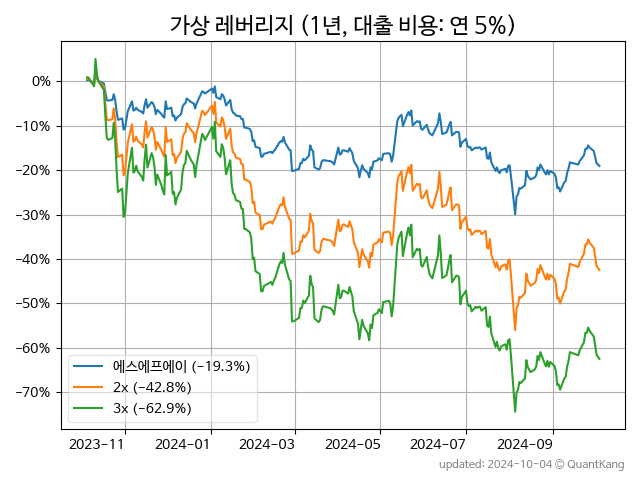 가상 레버리지 (1년, 대출 비용: 연 5%)
0%
−10%
−20%
−30%
−40%
−50%
−60%
−70%
에스에프에이 (−19.3%)
2x (−42.8%)
3x (−62.9%)
2023-11 2024-01 2024-03 2024-05 2024-07 2024-09
updated: 2024-10-04 © QuantKang